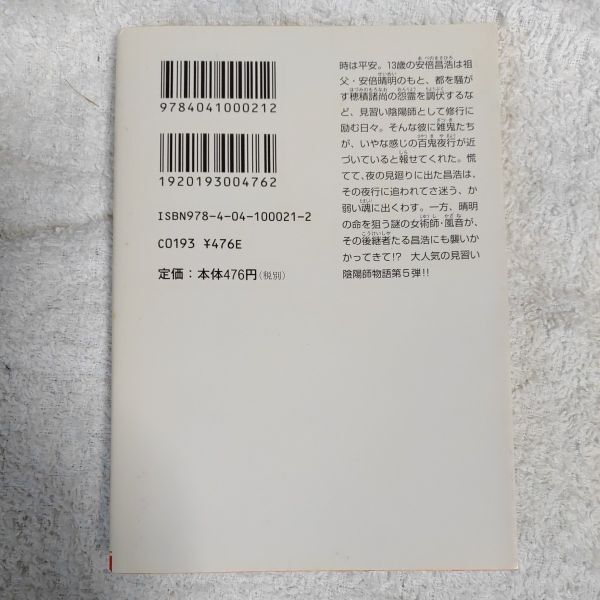 9784041000212
1920193004762
ISBN978-4-04-100021-2
C0193 ¥476E
定価：本体476円（税別）
時は平安。13歳の安倍昌浩は祖
父・安倍晴明のもと、都を騒が
す穂積諸尚の怨霊を調伏するな
ど、見習い陰陽師として修行に
励む日々。そんな彼に雑鬼たち
が、いやな感じの百鬼夜行が近
づいていると報せてくれた。慌
てて、夜の見廻りに出た昌浩は、
その夜行に追われてさ迷う、か
弱い魂に出くわす。一方、晴明
の命を狙う謎の女術師・風音が、
その後継者たる昌浩にも襲いか
かってきて!?　大人気の見習い
陰陽師物語第５弾!!